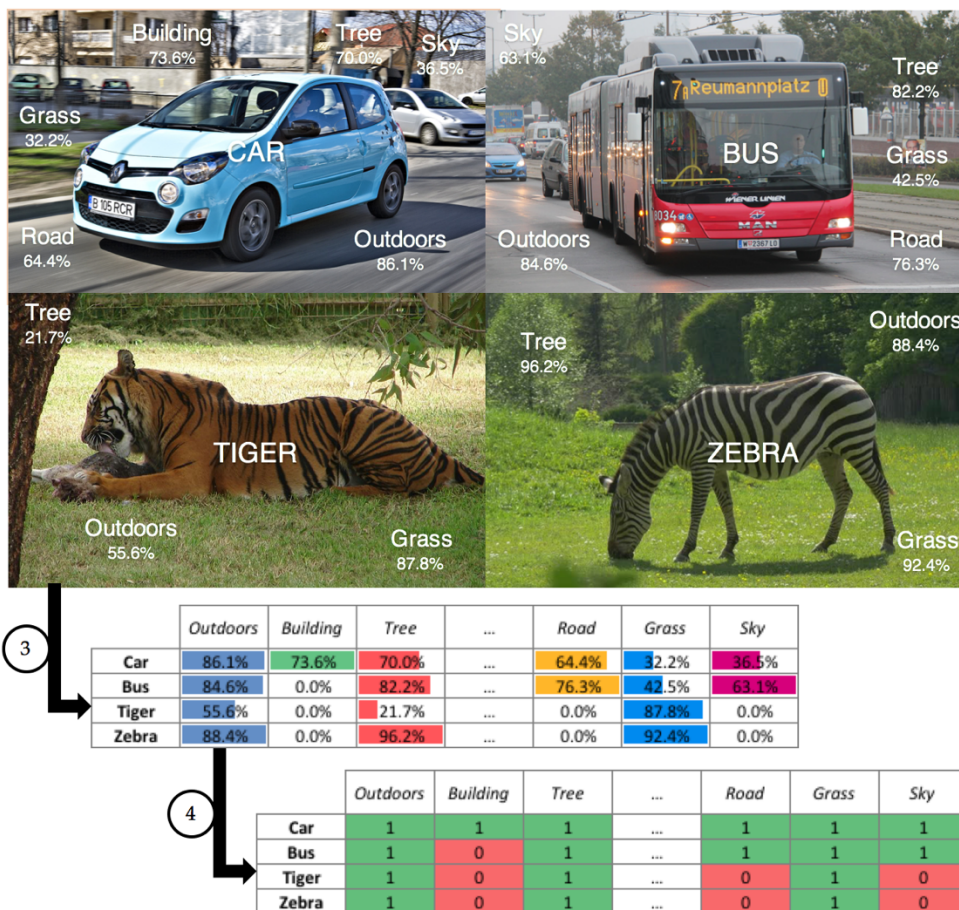 Building
73.6%
Tree
70.0%
Sky
36.5%
Grass
32.2%
CAR
B 105 RCR
Road
64.4%
Outdoors
86.1%
Sky
63.1%
Tree
82.2%
7A Reumannplatz U
BUS
Grass
42.5%
WIENER LINIEN
8034
MAN
W 2367 LO
Outdoors
84.6%
Road
76.3%
Tree
21.7%
TIGER
Outdoors
55.6%
Grass
87.8%
Outdoors
88.4%
Tree
96.2%
ZEBRA
Grass
92.4%
3
Outdoors Building Tree ... Road Grass Sky
Car 86.1% 73.6% 70.0% ... 64.4% 32.2% 36.5%
Bus 84.6% 0.0% 82.2% ... 76.3% 42.5% 63.1%
Tiger 55.6% 0.0% 21.7% ... 0.0% 87.8% 0.0%
Zebra 88.4% 0.0% 96.2% ... 0.0% 92.4% 0.0%
4
Outdoors Building Tree ... Road Grass Sky
Car 1 1 1 ... 1 1 1
Bus 1 0 1 ... 1 1 1
Tiger 1 0 1 ... 0 1 0
Zebra 1 0 1 ... 0 1 0